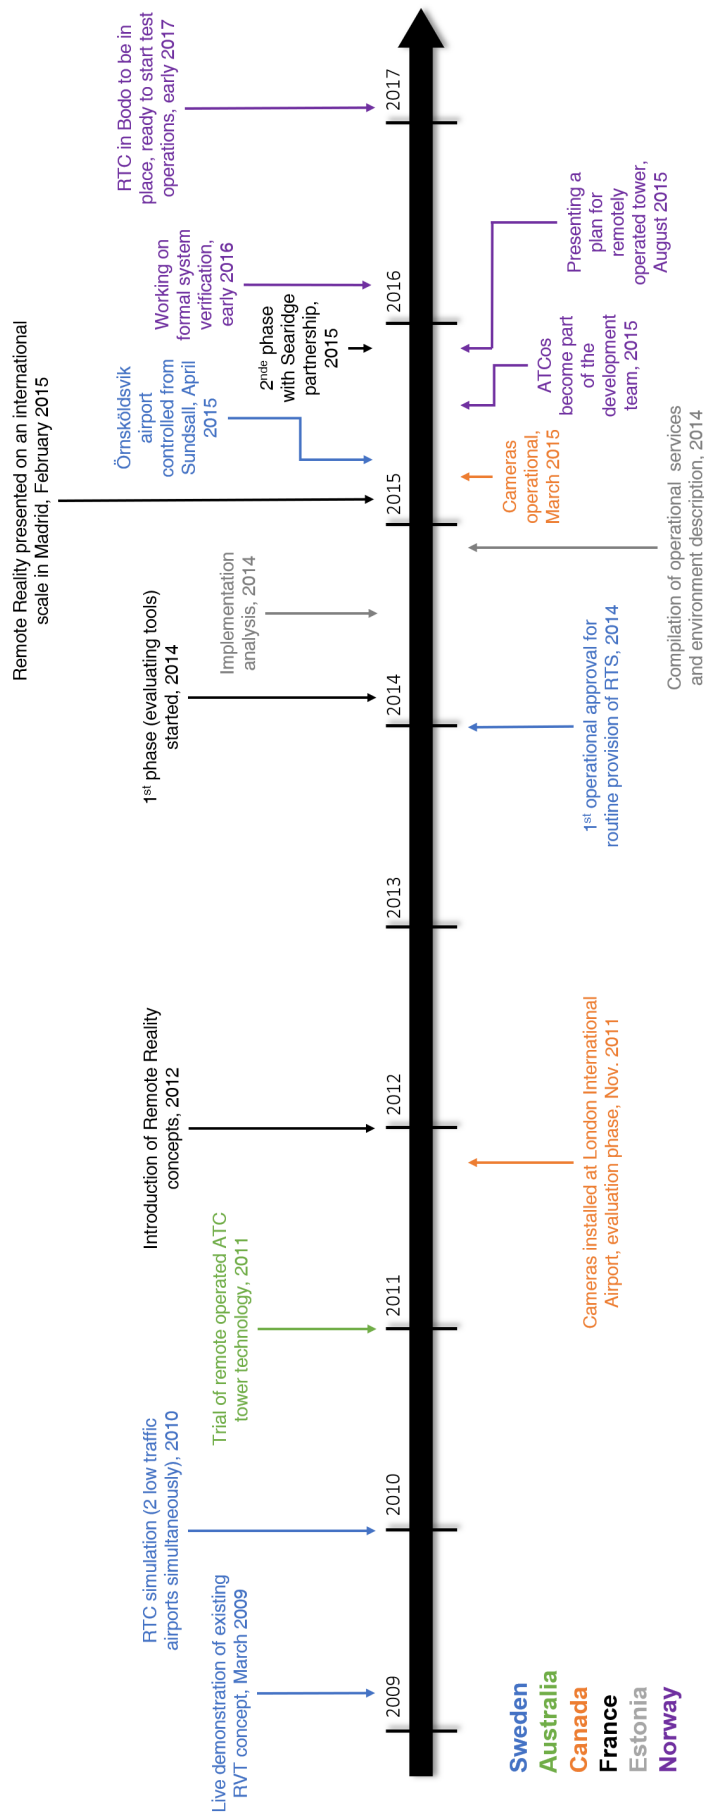 Live demonstration of existing
RVT concept, March 2009
RTC simulation (2 low traffic
airports simultaneously), 2010
Trial of remote operated ATC
tower technology, 2011
Introduction of Remote Reality
concepts, 2012
1st phase (evaluating tools)
started, 2014
Implementation
analysis, 2014
Remote Reality presented on an international
scale in Madrid, February 2015
Örnsköldsvik
airport
controlled from
Sundsall, April
2015
2nde phase
with Searidge
partnership,
2015
Working on
formal system
verification,
early 2016
RTC in Bodo to be in
place, ready to start test
operations, early 2017
2009
2010
2011
2012
2013
2014
2015
2016
2017
Cameras installed at London International
Airport, evaluation phase, Nov. 2011
1st operational approval for
routine provision of RTS, 2014
Compilation of operational services
and environment description, 2014
Cameras
operational,
March 2015
ATCos
become part
of the
development
team, 2015
Presenting a
plan for
remotely
operated tower,
August 2015
Sweden
Australia
Canada
France
Estonia
Norway